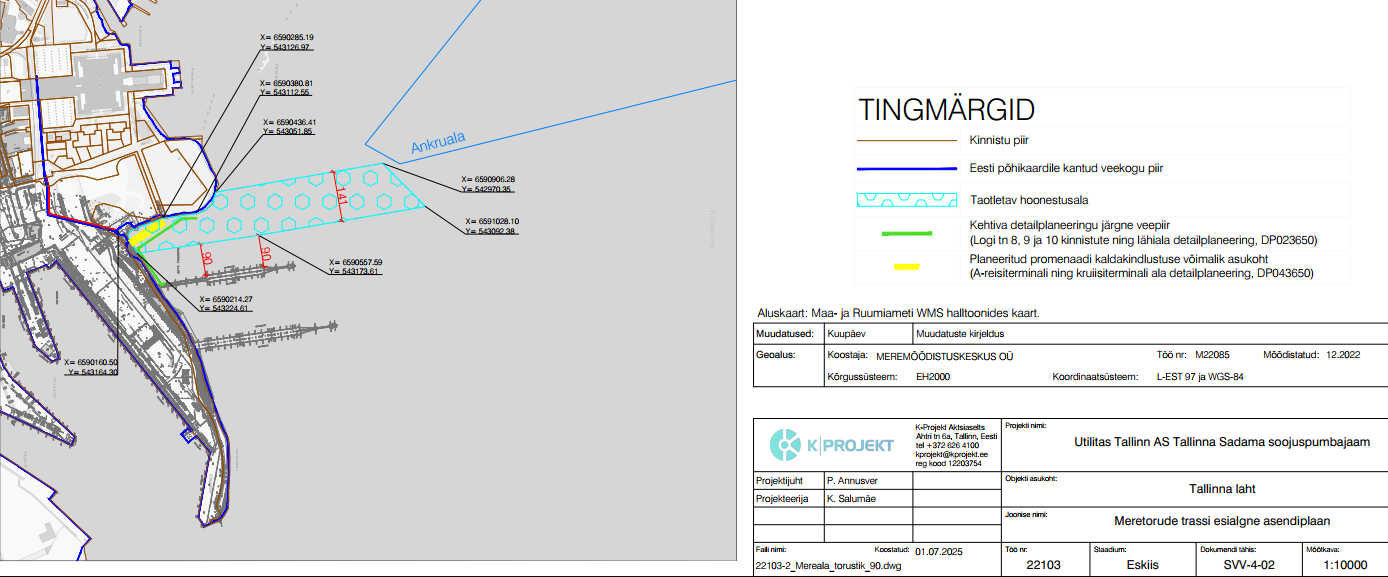 X= 6590285.19
Y= 543126.97
X= 6590380.81
Y= 543112.55
X= 6590436.41
Y= 543051.85
Ankruala
X= 6590906.28
Y= 542970.35
141
X= 6591028.10
Y= 543092.38
90
90
X= 6590557.59
Y= 543173.61
X= 6590214.27
Y= 543224.61
X= 6590160.50
Y= 543164.30
TINGMÄRGID
Kinnistu piir
Eesti põhikaardile kantud veekogu piir
Taotletav hoonestusala
Kehtiva detailplaneeringu järgne veepiir
(Logi tn 8, 9 ja 10 kinnistute ning lähiala detailplaneering, DP023650)
Planeeritud promenaadi kaldakindlustuse võimalik asukoht
(A-reisiterminali ning kruiisiterminali ala detailplaneering, DP043650)
Aluskaart: Maa- ja Ruumiameti WMS halltoonides kaart.
Muudatused: Kuupäev Muudatuste kirjeldus
Geoalus: Koostaja: MEREMÕÕDISTUSKESKUS OÜ Töö nr: M22085 Mõõdistatud: 12.2022
Kõrgussüsteem: EH2000 Koordinaatsüsteem: L-EST 97 ja WGS-84
K PROJEKT
K-Projekt Aktsiaselts
Ahtri tn 6a, Tallinn, Eesti
tel +372 626 4100
kprojekt@kprojekt.ee
reg kood 12203754
Projekti nimi:
Utilitas Tallinn AS Tallinna Sadama soojuspumbajaam
Projektijuht P. Annusver
Projekteerija K. Salumäe
Objekti asukoht:
Tallinna laht
Joonise nimi:
Meretorude trassi esialgne asendiplaan
Faili nimi: Koostatud: 01.07.2025
22103-2_Mereala_torustik_90.dwg
Töö nr:
22103
Staadium:
Eskiis
Dokumendi tähis:
SVV-4-02
Mõõtkava:
1:10000